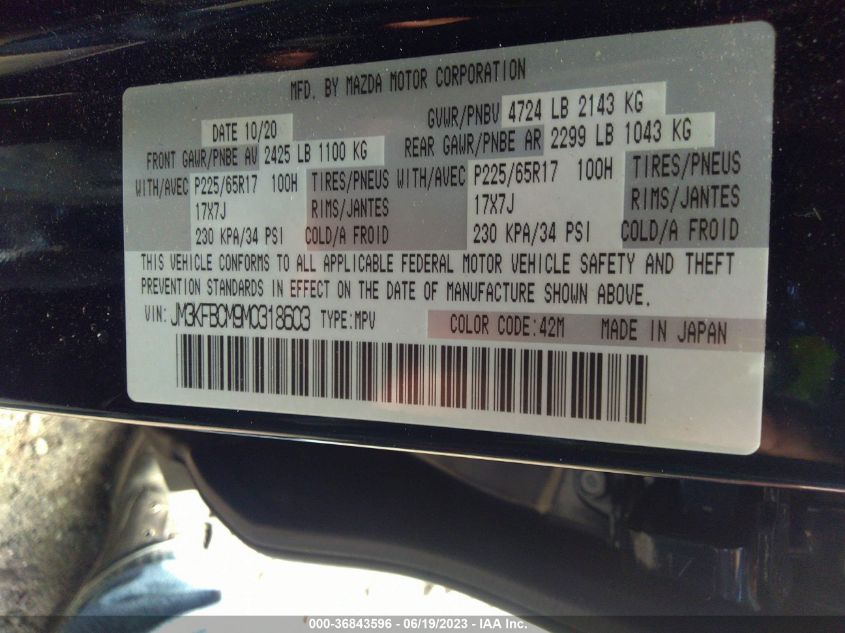 MFD. BY MAZDA MOTOR CORPORATION
DATE 10/20 GVWR/PNBV 4724 LB 2143 KG
FRONT GAWR/PNBE AV 2425 LB 1100 KG REAR GAWR/PNBE AR 2299 LB 1043 KG
WITH/AVEC P225/65R17 100H TIRES/PNEUS WITH/AVEC P225/65R17 100H TIRES/PNEUS
17X7J RIMS/JANTES 17X7J RIMS/JANTES
230 KPA/34 PSI COLD/A FROID 230 KPA/34 PSI COLD/A FROID
THIS VEHICLE CONFORMS TO ALL APPLICABLE FEDERAL MOTOR VEHICLE SAFETY AND THEFT
PREVENTION STANDARDS IN EFFECT ON THE DATE OF MANUFACTURE SHOWN ABOVE.
VIN: JM3KFBCM9M0318603 TYPE:MPV COLOR CODE:42M MADE IN JAPAN
000-36843596 - 06/19/2023 - IAA Inc.